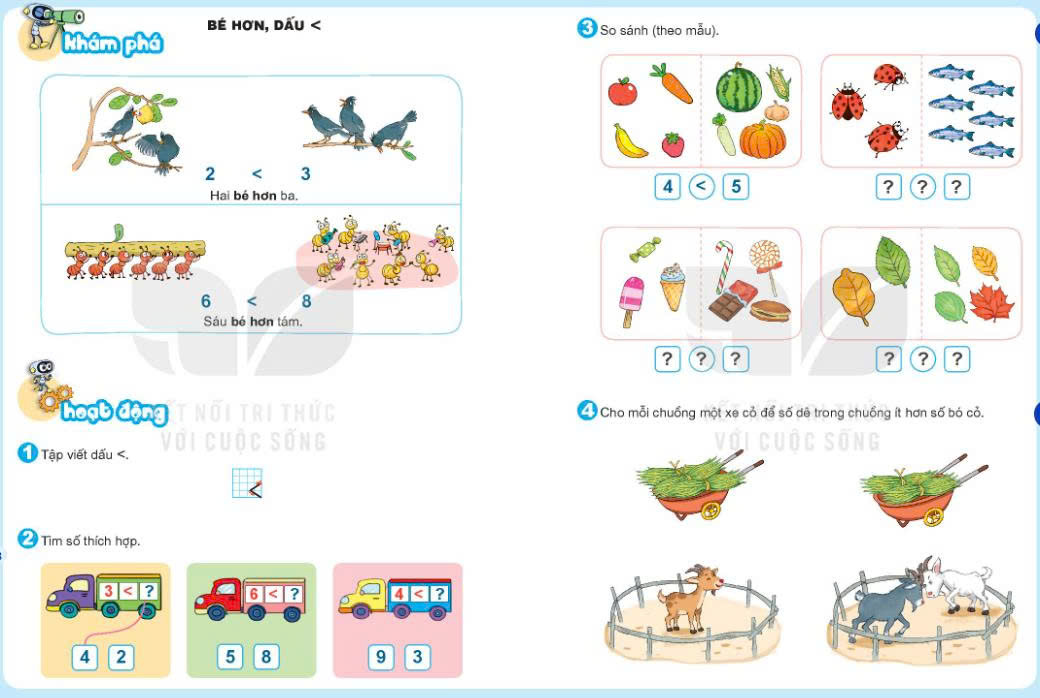 BÉ HƠN, DẤU <
khám phá
2 < 3
Hai bé hơn ba.
6 < 8
Sáu bé hơn tám.
hoạt động
KẾT NỐI TRI THỨC
VỚI CUỘC SỐNG
1 Tập viết dấu <.
<
2 Tìm số thích hợp.
3 < ?
6 < ?
4 < ?
4 2
5 8
9 3
3 So sánh (theo mẫu).
4 < 5
? ? ?
? ? ?
? ? ?
KẾT NỐI TRI THỨC
VỚI CUỘC SỐNG
4 Cho mỗi chuồng một xe cỏ để số dê trong chuồng ít hơn số bó cỏ.